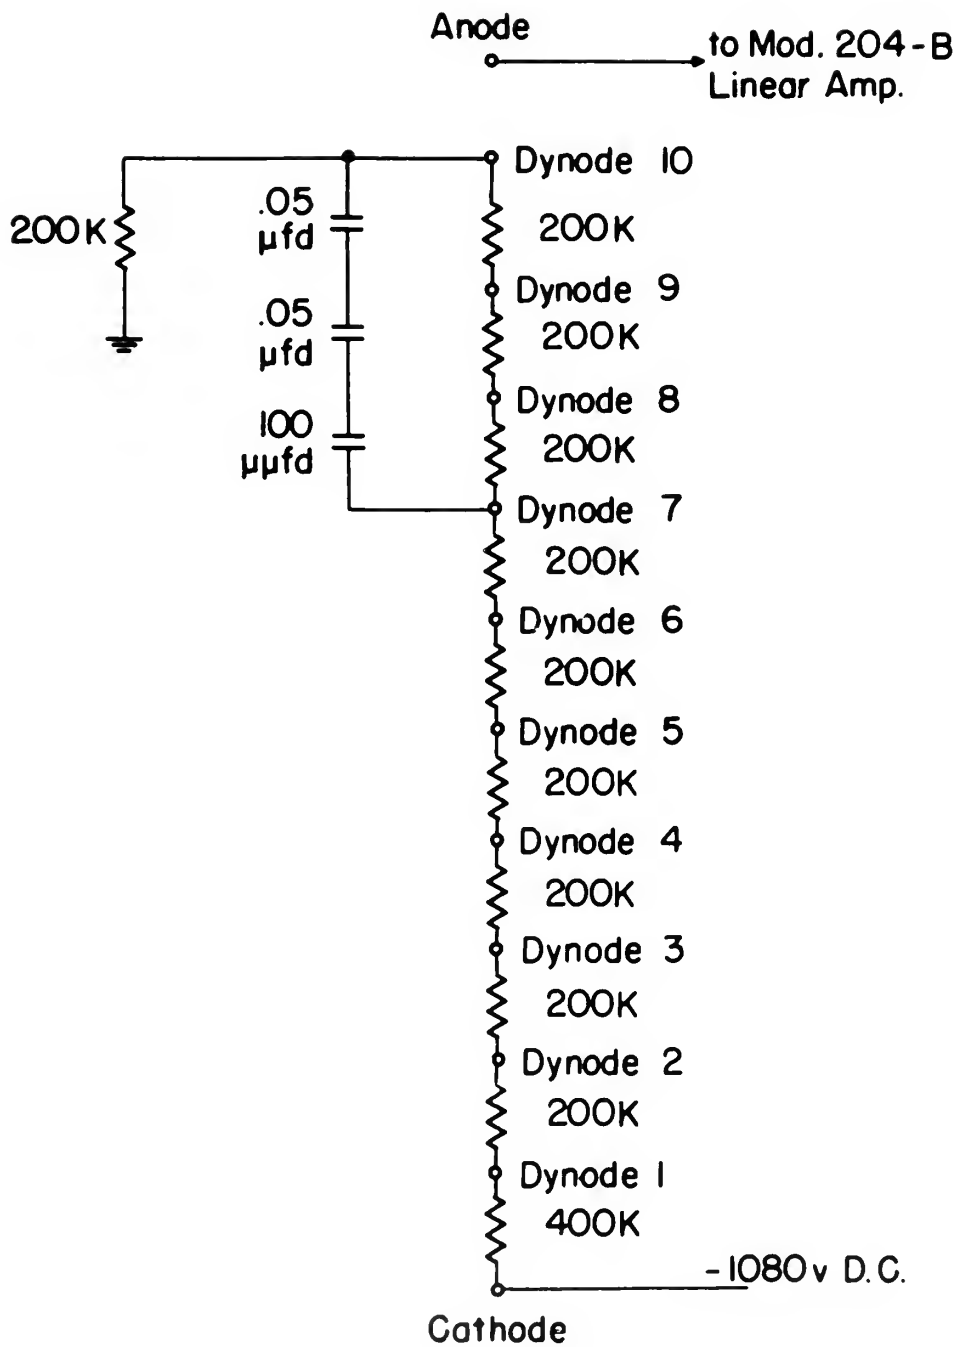 Anode
to Mod. 204-B
Linear Amp.
Dynode 10
200K
.05
µfd
200K
Dynode 9
.05
µfd
200K
Dynode 8
100
µµfd
200K
Dynode 7
200K
Dynode 6
200K
Dynode 5
200K
Dynode 4
200K
Dynode 3
200K
Dynode 2
200K
Dynode 1
400K
-1080v D.C.
Cathode